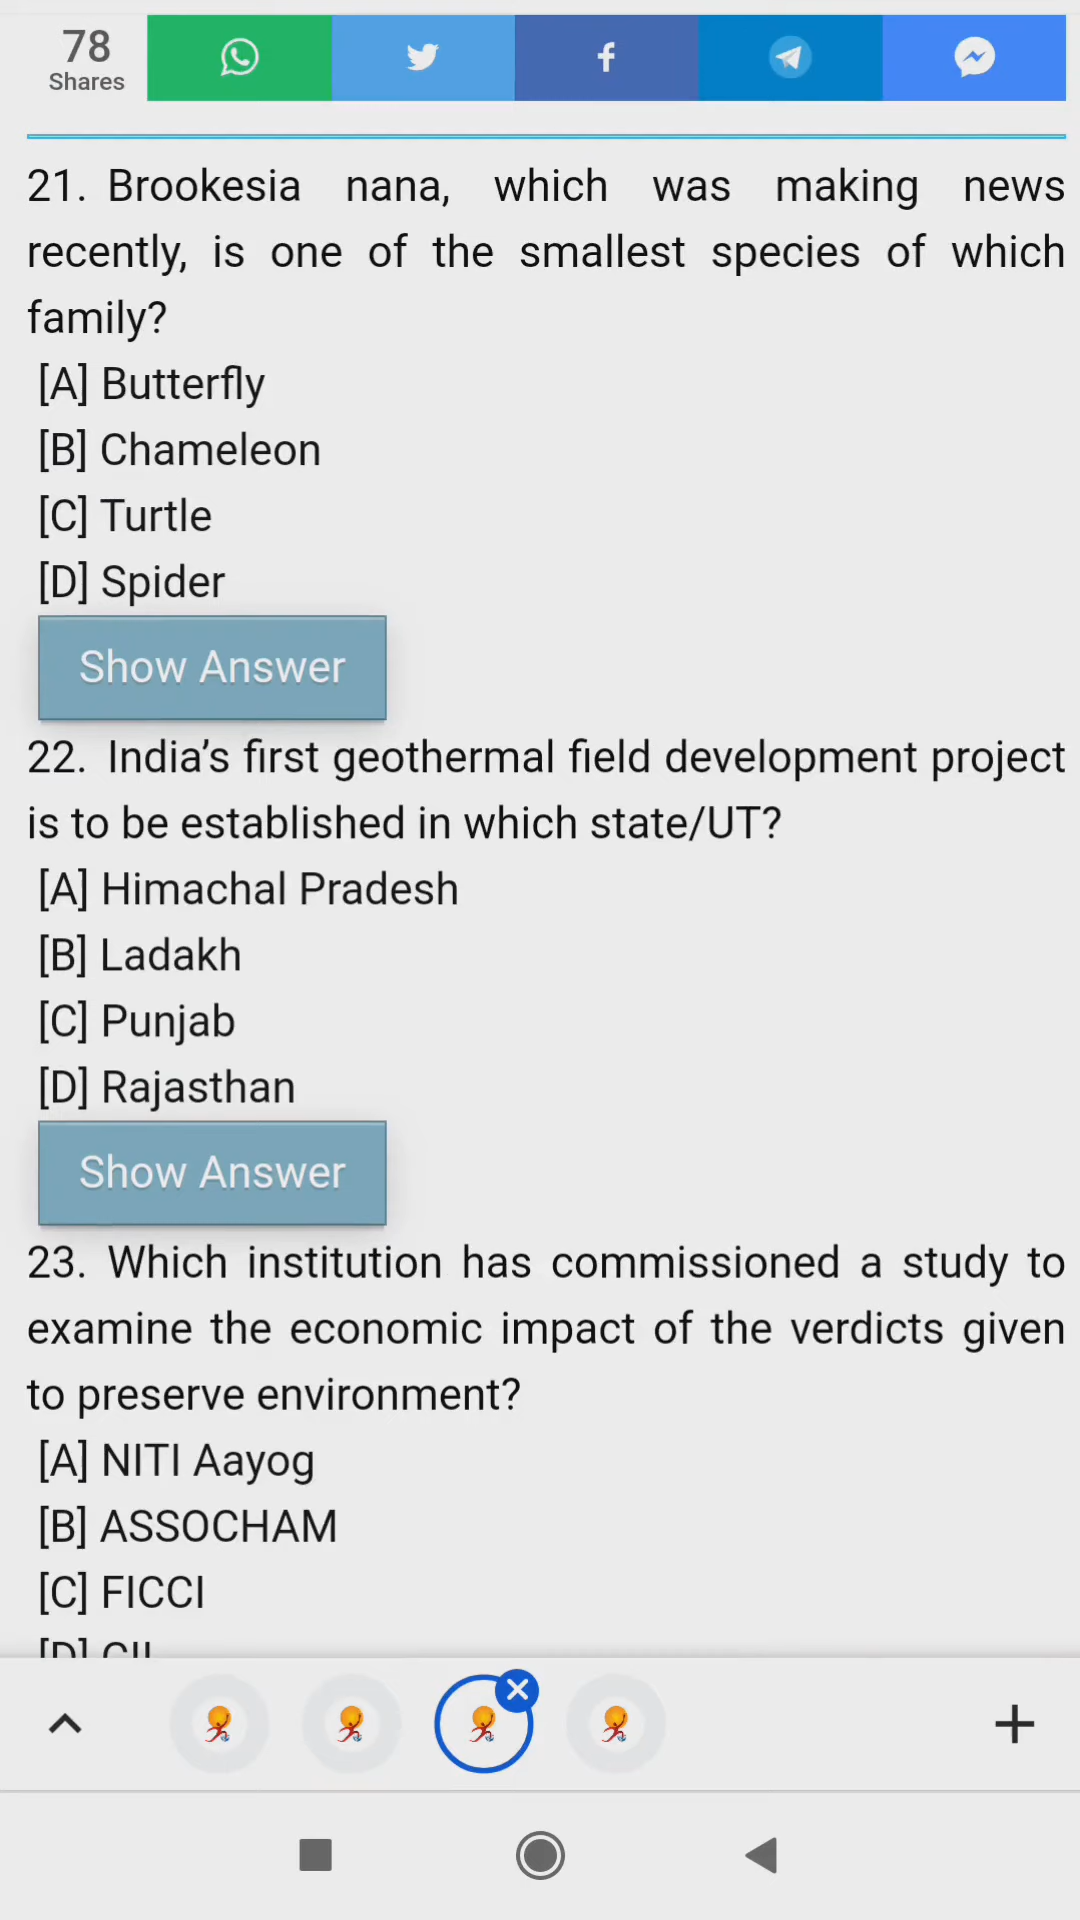 78
Shares
21. Brookesia nana, which was making news
recently, is one of the smallest species of which
family?
[A] Butterfly
[B] Chameleon
[C] Turtle
[D] Spider
Show Answer
22. India’s first geothermal field development project
is to be established in which state/UT?
[A] Himachal Pradesh
[B] Ladakh
[C] Punjab
[D] Rajasthan
Show Answer
23. Which institution has commissioned a study to
examine the economic impact of the verdicts given
to preserve environment?
[A] NITI Aayog
[B] ASSOCHAM
[C] FICCI